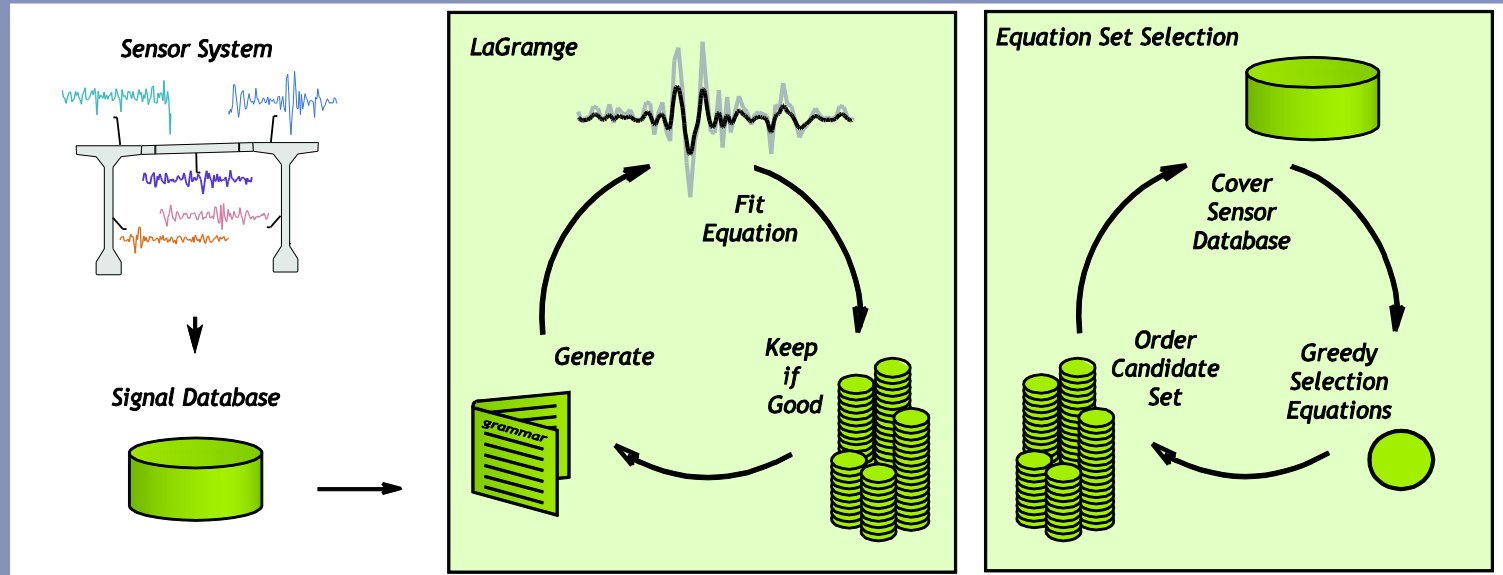 Sensor System
Signal Database
LaGramge
Fit
Equation
Generate
Keep
if
Good
grammar
Equation Set Selection
Cover
Sensor
Database
Order
Candidate
Set
Greedy
Selection
Equations